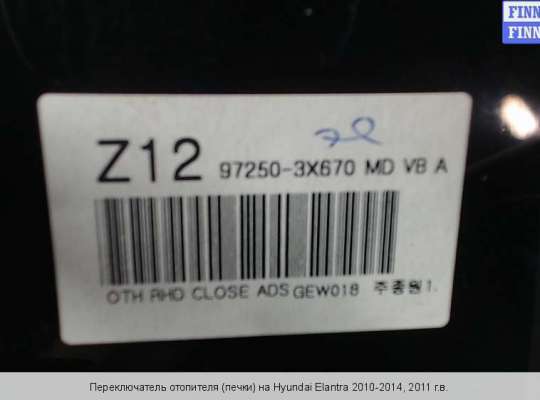 FINN
FINN
Z12 97250-3X670 MD VB A
OTH RHD CLOSE ADS GEW018 주종원1.
Переключатель отопителя (печки) на Hyundai Elantra 2010-2014, 2011 г.в.